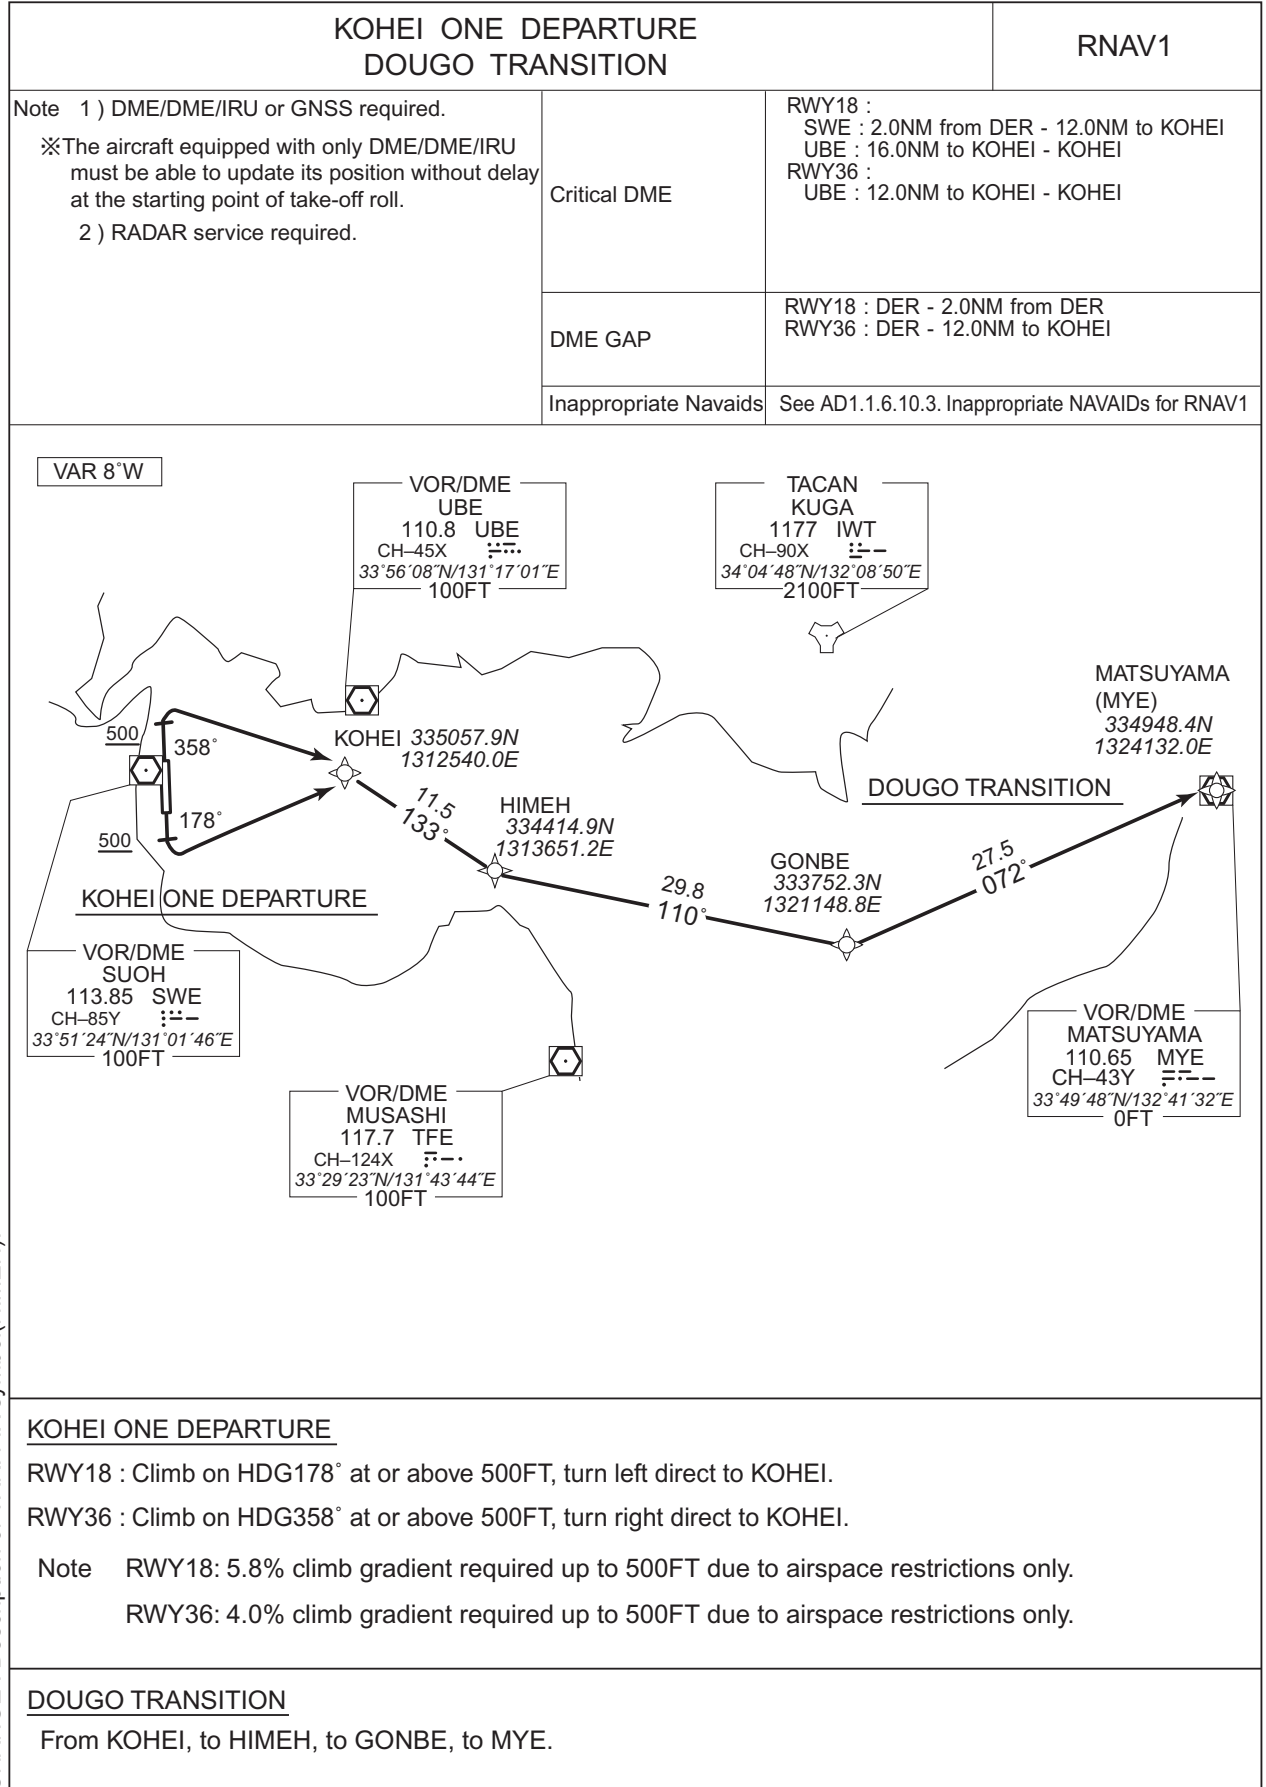 KOHEI ONE DEPARTURE
DOUGO TRANSITION
RNAV1
Note 1 ) DME/DME/IRU or GNSS required.
※The aircraft equipped with only DME/DME/IRU
must be able to update its position without delay
at the starting point of take-off roll.
2 ) RADAR service required.
Critical DME
RWY18 :
SWE : 2.0NM from DER - 12.0NM to KOHEI
UBE : 16.0NM to KOHEI - KOHEI
RWY36 :
UBE : 12.0NM to KOHEI - KOHEI
DME GAP
RWY18 : DER - 2.0NM from DER
RWY36 : DER - 12.0NM to KOHEI
Inappropriate Navaids
See AD1.1.6.10.3. Inappropriate NAVAIDs for RNAV1
VAR 8˚W
VOR/DME
UBE
110.8 UBE
CH–45X
33˚56´08˝N/131˚17´01˝E
100FT
TACAN
KUGA
1177 IWT
CH–90X
34˚04´48˝N/132˚08´50˝E
2100FT
MATSUYAMA
(MYE)
334948.4N
1324132.0E
500
358˚
KOHEI 335057.9N
1312540.0E
178˚
500
11.5
133˚
HIMEH
334414.9N
1313651.2E
DOUGO TRANSITION
GONBE
333752.3N
1321148.8E
27.5
072˚
29.8
110˚
KOHEI ONE DEPARTURE
VOR/DME
SUOH
113.85 SWE
CH–85Y
33˚51´24˝N/131˚01´46˝E
100FT
VOR/DME
MATSUYAMA
110.65 MYE
CH–43Y
33˚49´48˝N/132˚41´32˝E
0FT
VOR/DME
MUSASHI
117.7 TFE
CH–124X
33˚29´23˝N/131˚43´44˝E
100FT
KOHEI ONE DEPARTURE
RWY18 : Climb on HDG178˚ at or above 500FT, turn left direct to KOHEI.
RWY36 : Climb on HDG358˚ at or above 500FT, turn right direct to KOHEI.
Note RWY18: 5.8% climb gradient required up to 500FT due to airspace restrictions only.
RWY36: 4.0% climb gradient required up to 500FT due to airspace restrictions only.
DOUGO TRANSITION
From KOHEI, to HIMEH, to GONBE, to MYE.